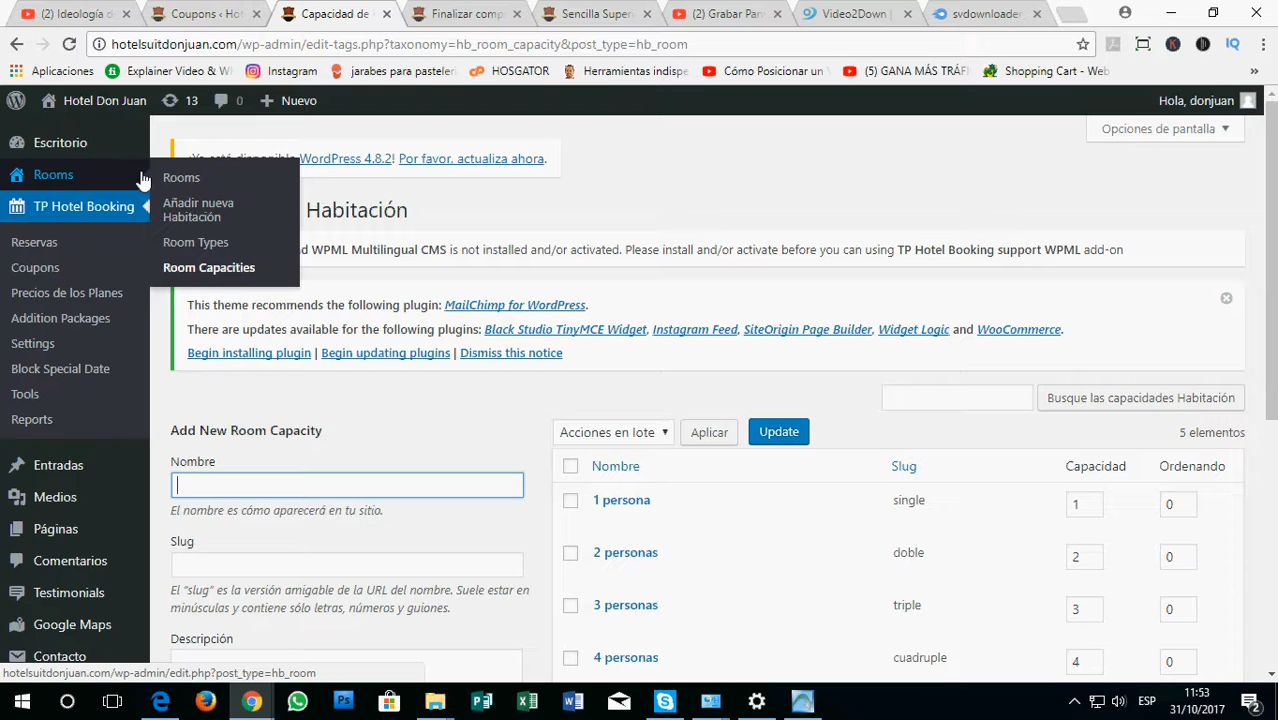 (2) Ideología d
Coupons ‹ Hot
Capacidad de
Finalizar comp
Sencilla Super
(2) Grabar Par
Video2Down |
svdownloader
hotelsuitdonjuan.com/wp-admin/edit-tags.php?taxonomy=hb_room_capacity&post_type=hb_room
Aplicaciones
Explainer Video & W
Instagram
jarabes para pasteler
HOSGATOR
Herramientas indispe
Cómo Posicionar un
(5) GANA MÁS TRÁF
Shopping Cart - Web
Hotel Don Juan
13
0
Nuevo
Hola, donjuan
Opciones de pantalla
¡Ya está disponible WordPress 4.8.2! Por favor, actualiza ahora.
Escritorio
Rooms
TP Hotel Booking
Reservas
Coupons
Precios de los Planes
Addition Packages
Settings
Block Special Date
Tools
Reports
Entradas
Medios
Páginas
Comentarios
Testimonials
Google Maps
Contacto
Rooms
Añadir nueva
Habitación
Room Types
Room Capacities
Habitación
nd WPML Multilingual CMS is not installed and/or activated. Please install and/or activate before you can using TP Hotel Booking support WPML add-on
This theme recommends the following plugin: MailChimp for WordPress.
There are updates available for the following plugins: Black Studio TinyMCE Widget, Instagram Feed, SiteOrigin Page Builder, Widget Logic and WooCommerce.
Begin installing plugin | Begin updating plugins | Dismiss this notice
Busque las capacidades Habitación
Add New Room Capacity
Nombre
El nombre es cómo aparecerá en tu sitio.
Slug
El “slug” es la versión amigable de la URL del nombre. Suele estar en
minúsculas y contiene sólo letras, números y guiones.
Descripción
Acciones en lote
Aplicar
Update
5 elementos
Nombre Slug Capacidad Ordenando
1 persona single 1 0
2 personas doble 2 0
3 personas triple 3 0
4 personas cuadruple 4 0
hotelsuitdonjuan.com/wp-admin/edit.php?post_type=hb_room
ESP
11:53
31/10/2017
2